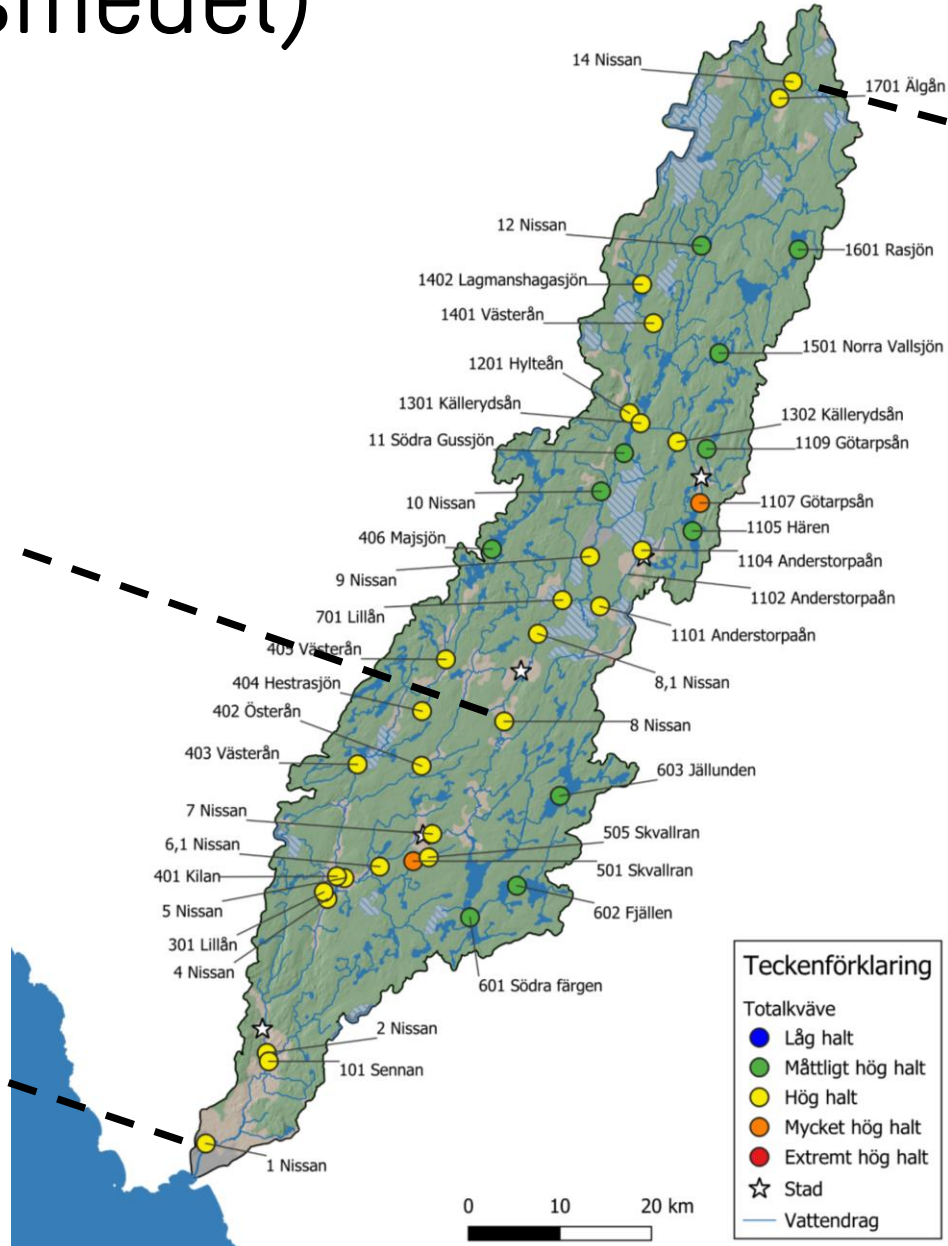 smedet)
14 Nissan
1701 Älgån
12 Nissan
1601 Rasjön
1402 Lagmanshagasjön
1401 Västerån
1501 Norra Vallsjön
1201 Hylteån
1301 Källerydsån
1302 Källerydsån
11 Södra Gussjön
1109 Götarpsån
10 Nissan
1107 Götarpsån
406 Majsjön
1105 Hären
9 Nissan
1104 Anderstorpaån
701 Lillån
1102 Anderstorpaån
1101 Anderstorpaån
405 Västerån
8,1 Nissan
404 Hestrasjön
402 Österån
8 Nissan
403 Västerån
603 Jällunden
7 Nissan
505 Skvallran
6,1 Nissan
501 Skvallran
401 Kilan
5 Nissan
602 Fjällen
301 Lillån
4 Nissan
601 Södra färgen
2 Nissan
101 Sennan
1 Nissan
Teckenförklaring
Totalkväve
Låg halt
Måttligt hög halt
Hög halt
Mycket hög halt
Extremt hög halt
Stad
Vattendrag
0 10 20 km